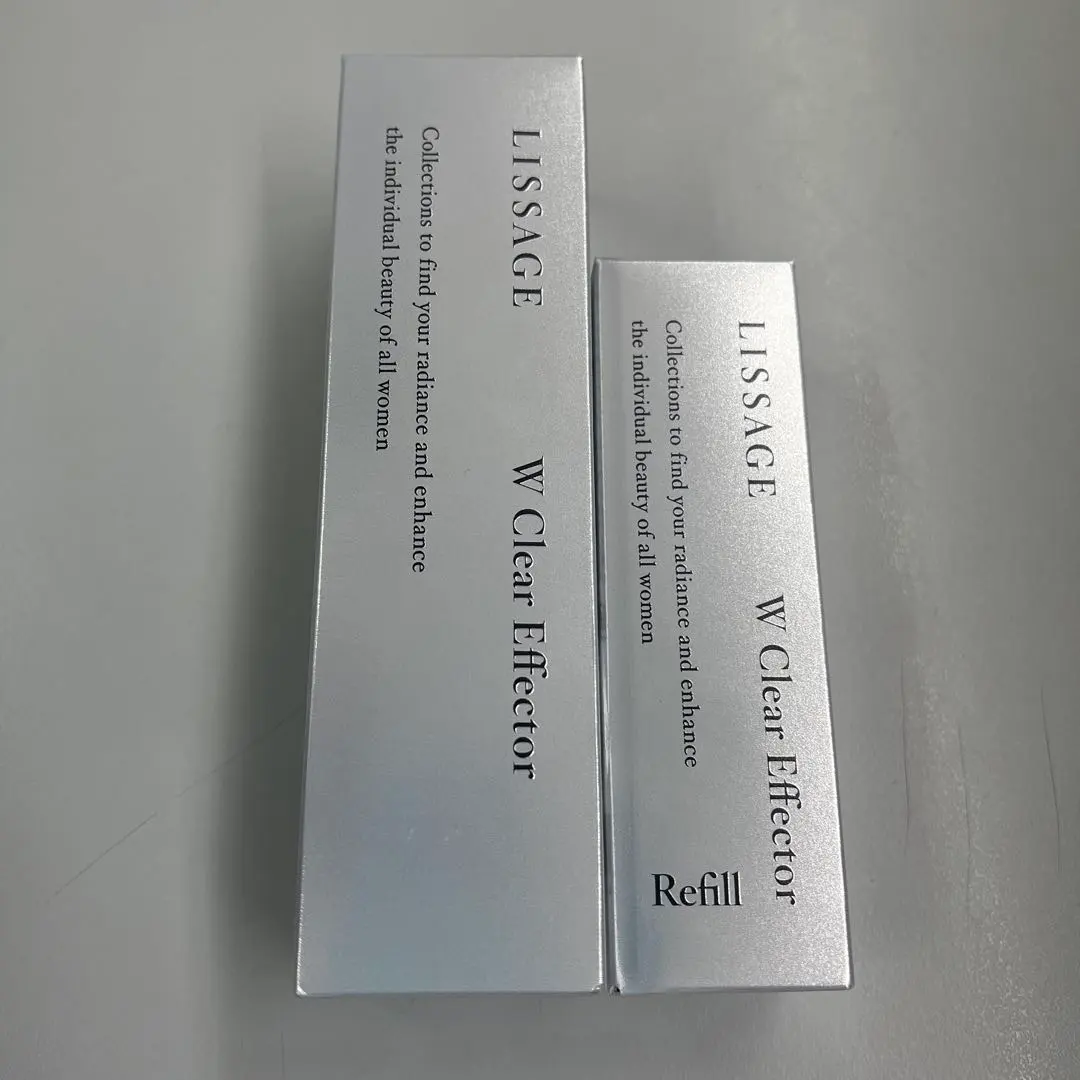 LISSAGE W Clear Effector
Collections to find your radiance and enhance
the individual beauty of all women
LISSAGE W Clear Effector
Collections to find your radiance and enhance
the individual beauty of all women
Refill